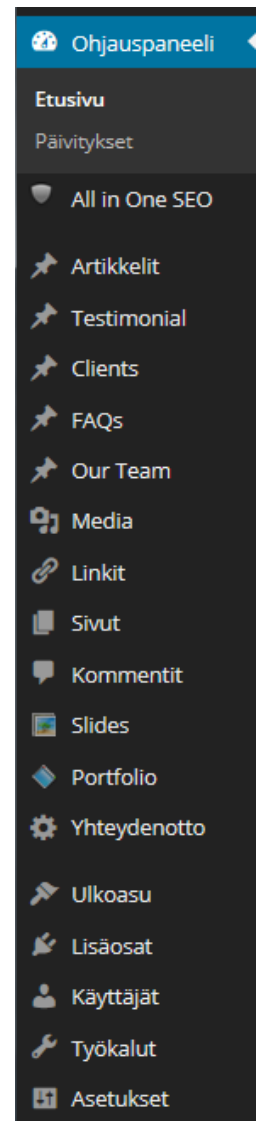 Ohjauspaneeli
Etusivu
Päivitykset
All in One SEO
Artikkelit
Testimonial
Clients
FAQs
Our Team
Media
Linkit
Sivut
Kommentit
Slides
Portfolio
Yhteydenotto
Ulkoasu
Lisäosat
Käyttäjät
Työkalut
Asetukset